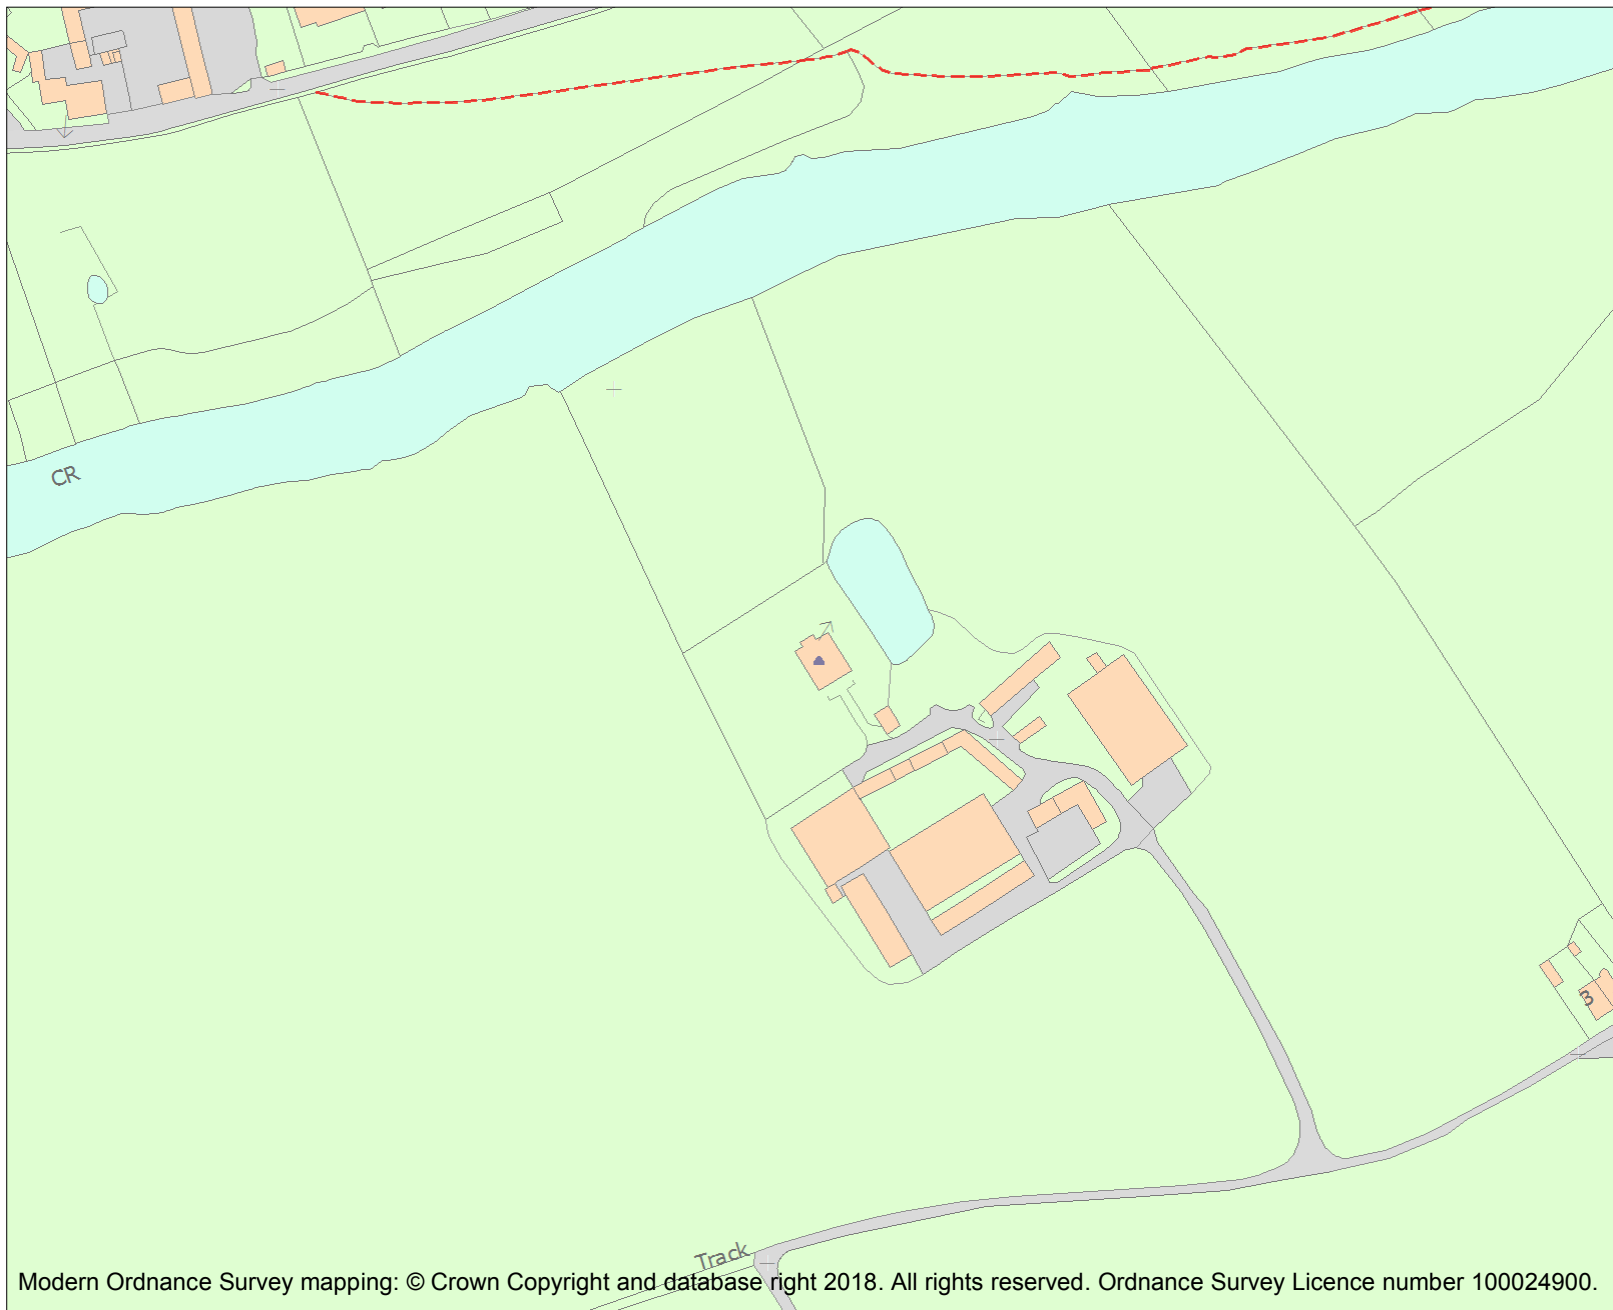 CR
3
Track
Modern Ordnance Survey mapping: © Crown Copyright and database right 2018. All rights reserved. Ordnance Survey Licence number 100024900.